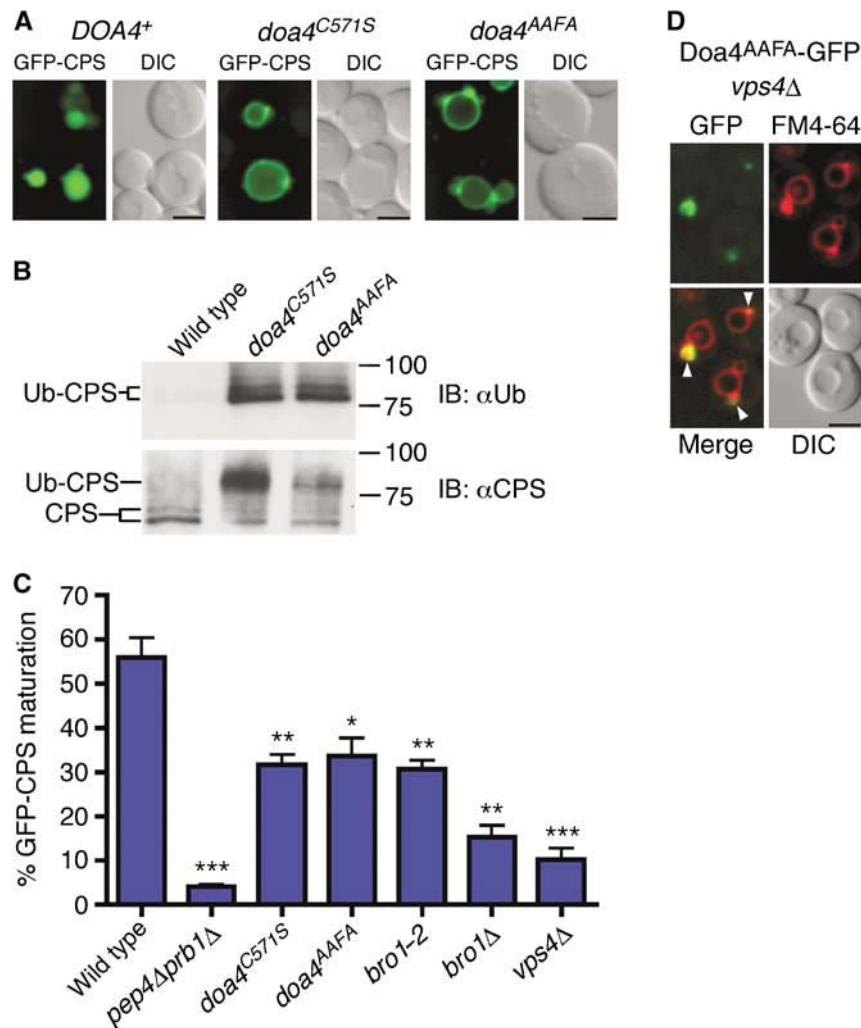 A
DOA4+
doa4C571S
doa4AAFA
GFP-CPS DIC
GFP-CPS DIC
GFP-CPS DIC
B
Wild type
doa4C571S
doa4AAFA
Ub-CPS
100
75
IB: αUb
Ub-CPS
CPS
100
75
IB: αCPS
C
% GFP-CPS maturation
70
60
50
40
30
20
10
0
***
**
*
**
**
***
Wild type
pep4Δprb1Δ
doa4C571S
doa4AAFA
bro1-2
bro1Δ
vps4Δ
D
Doa4AAFA-GFP
vps4Δ
GFP FM4-64
Merge DIC